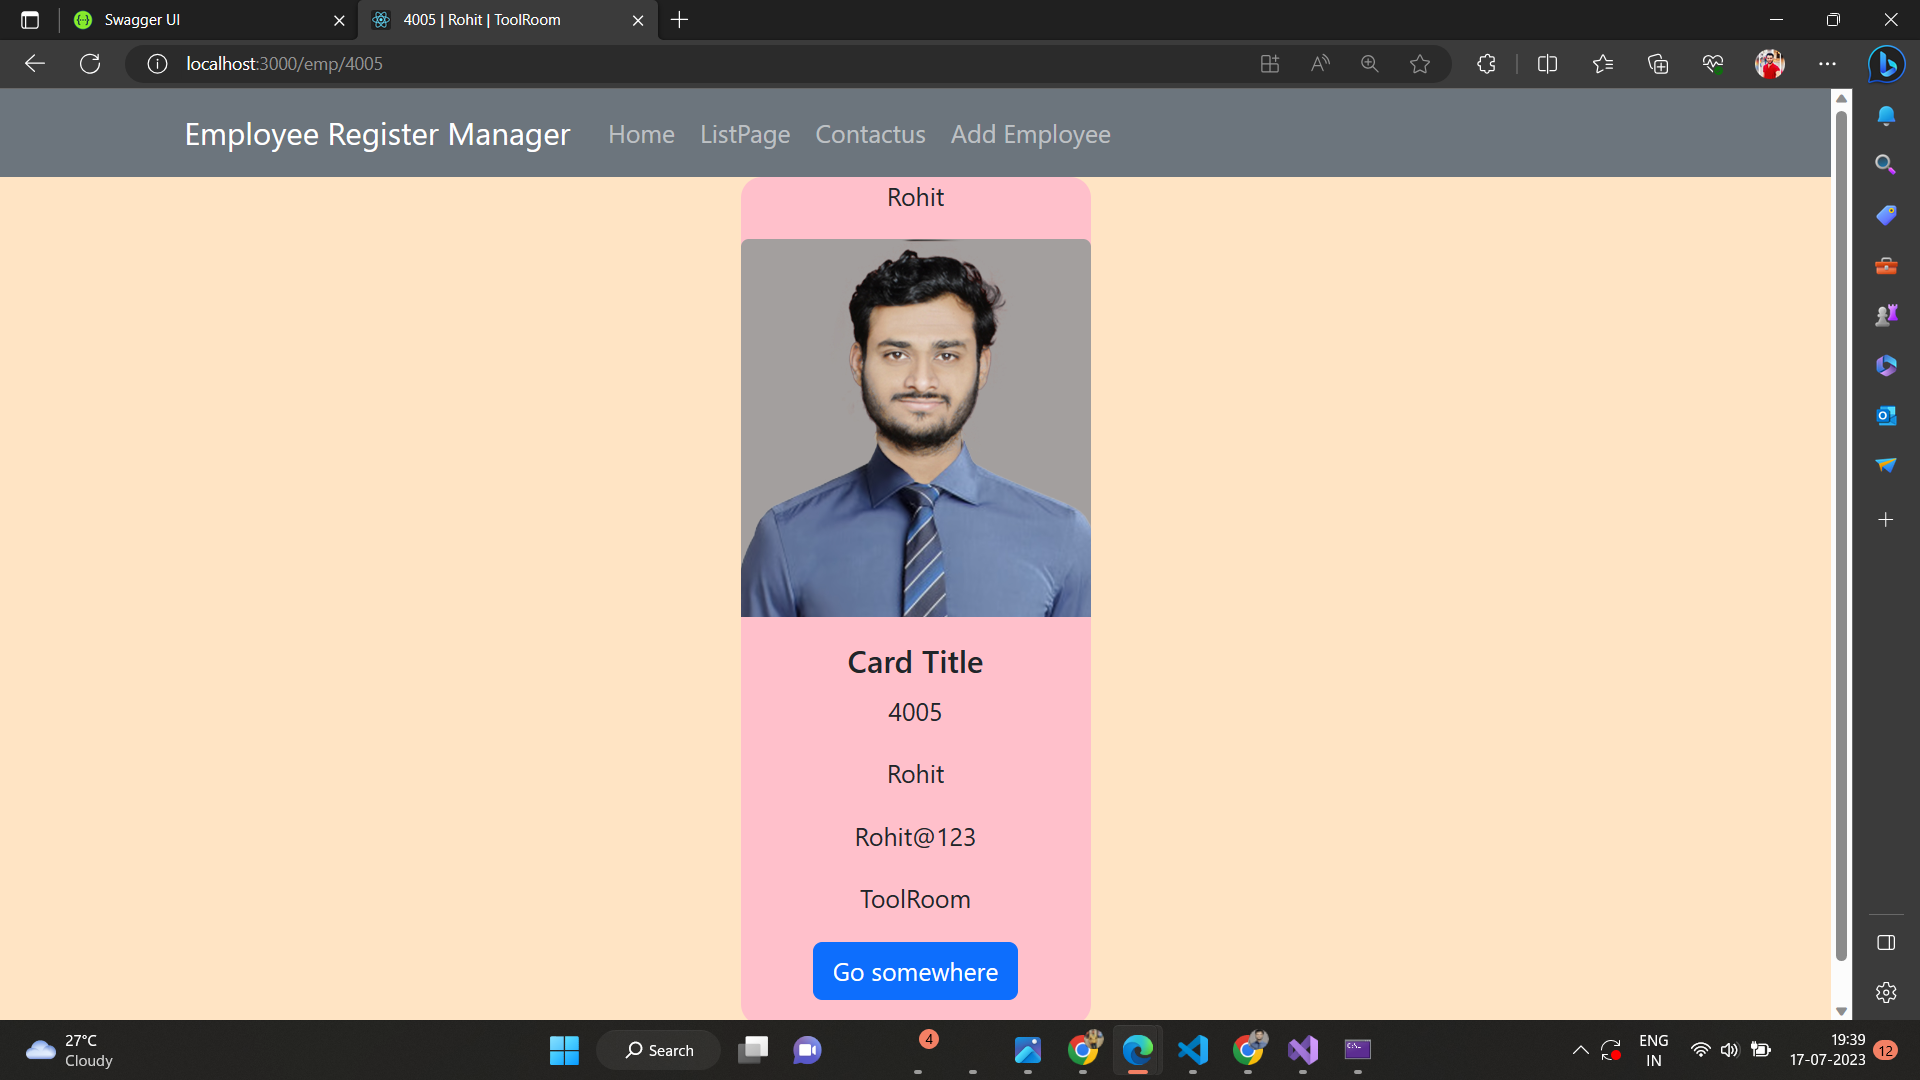 Swagger UI
4005 | Rohit | ToolRoom
localhost:3000/emp/4005
Employee Register Manager Home ListPage Contactus Add Employee
Rohit
Card Title
4005
Rohit
Rohit@123
ToolRoom
Go somewhere
27°C
Cloudy
Search
4
ENG
IN
19:39
17-07-2023
12